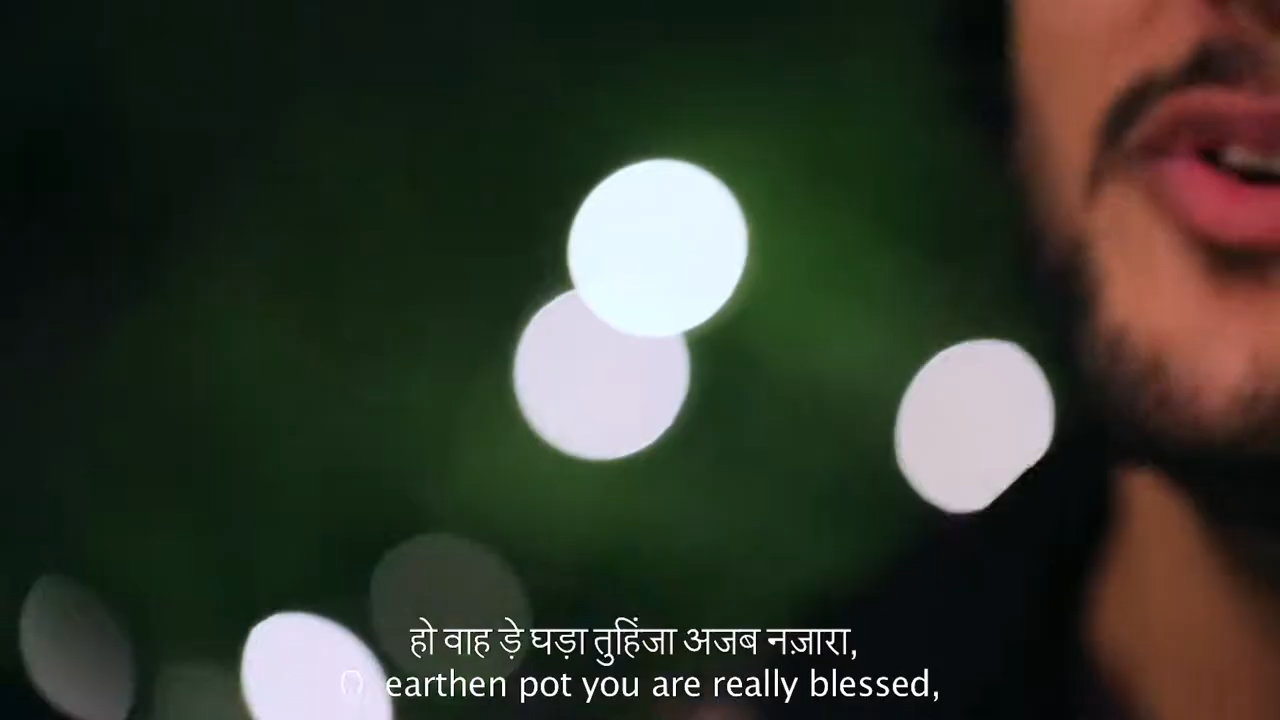 हो वाह ड़े घड़ा तुहिंजा अजब नज़ारा,
O, earthen pot you are really blessed,